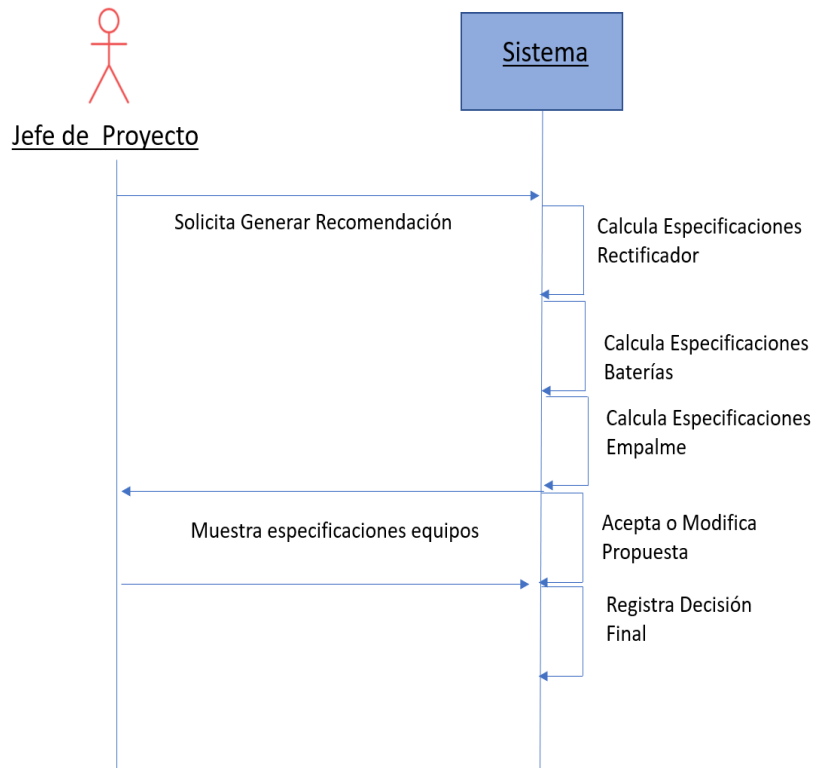 Sistema
Jefe de Proyecto
Solicita Generar Recomendación
Calcula Especificaciones
Rectificador
Calcula Especificaciones
Baterías
Calcula Especificaciones
Empalme
Muestra especificaciones equipos
Acepta o Modifica
Propuesta
Registra Decisión
Final